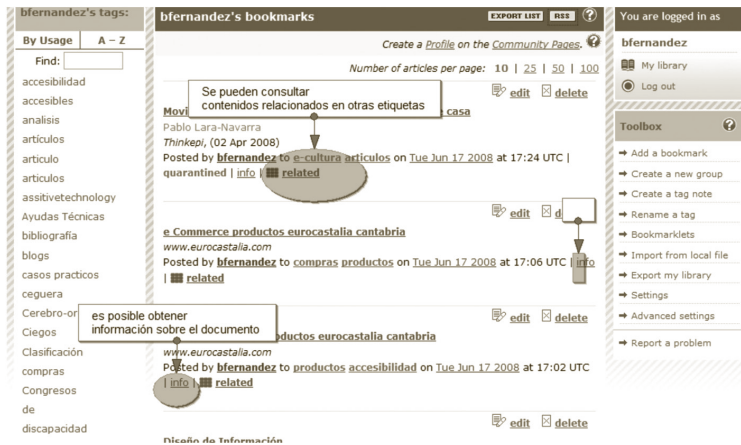 bfernandez's tags:
By Usage A – Z
Find:
accesibilidad
accesibles
analisis
artículos
articulo
articulos
assitivetechnology
Ayudas Técnicas
bibliografía
blogs
casos practicos
ceguera
Cerebro-or
Ciegos
Clasificación
compras
Congresos
de
discapacidad
bfernandez's bookmarks EXPORT LIST RSS ?
Create a Profile on the Community Pages. ?
Number of articles per page: 10 | 25 | 50 | 100
edit delete
Se pueden consultar
contenidos relacionados en otras etiquetas
Movi casa
Pablo Lara-Navarra
Thinkepi, (02 Apr 2008)
Posted by bfernandez to e-cultura articulos on Tue Jun 17 2008 at 17:24 UTC |
quarantined | info | related
edit d
e Commerce productos eurocastalia cantabria
www.eurocastalia.com
Posted by bfernandez to compras productos on Tue Jun 17 2008 at 17:06 UTC | info
| related
edit delete
es posible obtener
información sobre el documento
oductos eurocastalia cantabria
www.eurocastalia.com
Posted by bfernandez to productos accesibilidad on Tue Jun 17 2008 at 17:02 UTC
| info | related
edit delete
Diseño de Información
You are logged in as
bfernandez
My library
Log out
Toolbox ?
Add a bookmark
Create a new group
Create a tag note
Rename a tag
Bookmarklets
Import from local file
Export my library
Settings
Advanced settings
Report a problem